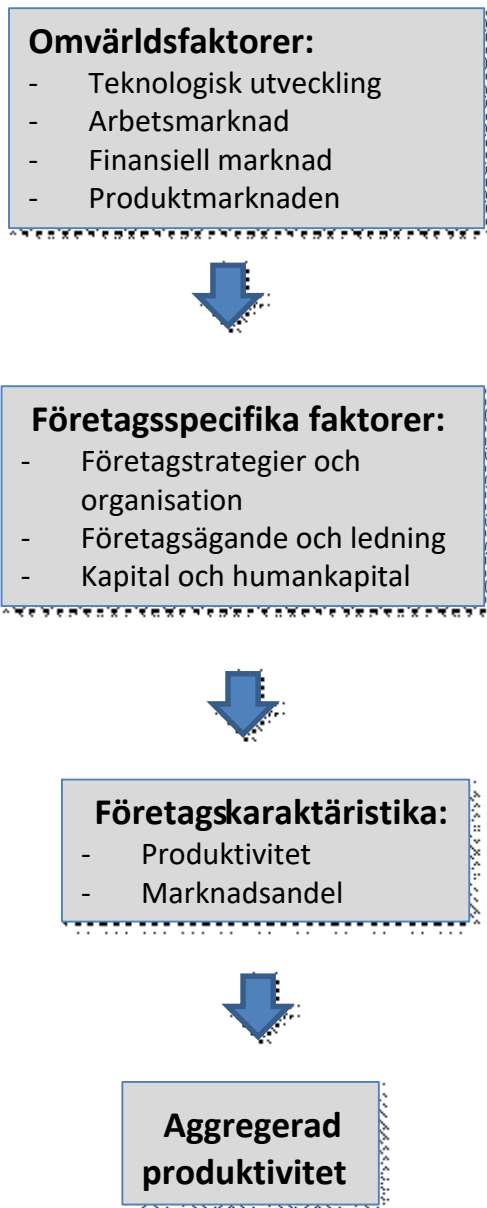 Omvärldsfaktorer:
- Teknologisk utveckling
- Arbetsmarknad
- Finansiell marknad
- Produktmarknaden
Företagsspecifika faktorer:
- Företagstrategier och
organisation
- Företagsägande och ledning
- Kapital och humankapital
Företagskaraktäristika:
- Produktivitet
- Marknadsandel
Aggregerad
produktivitet